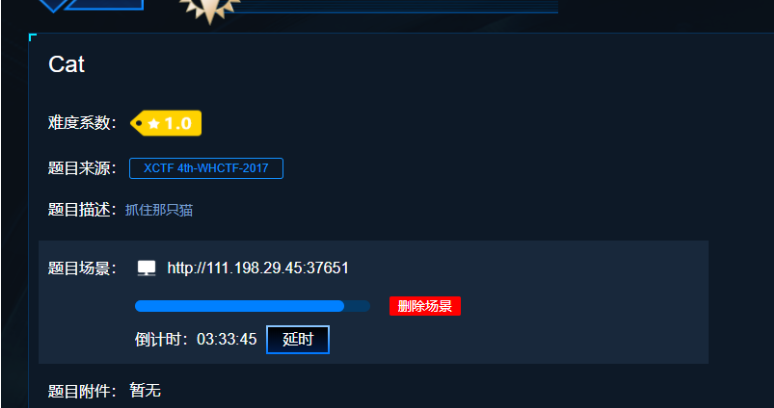 Cat
难度系数： 1.0
题目来源： XCTF 4th-WHCTF-2017
题目描述：抓住那只猫
题目场景： http://111.198.29.45:37651
删除场景
倒计时：03:33:45 延时
题目附件：暂无